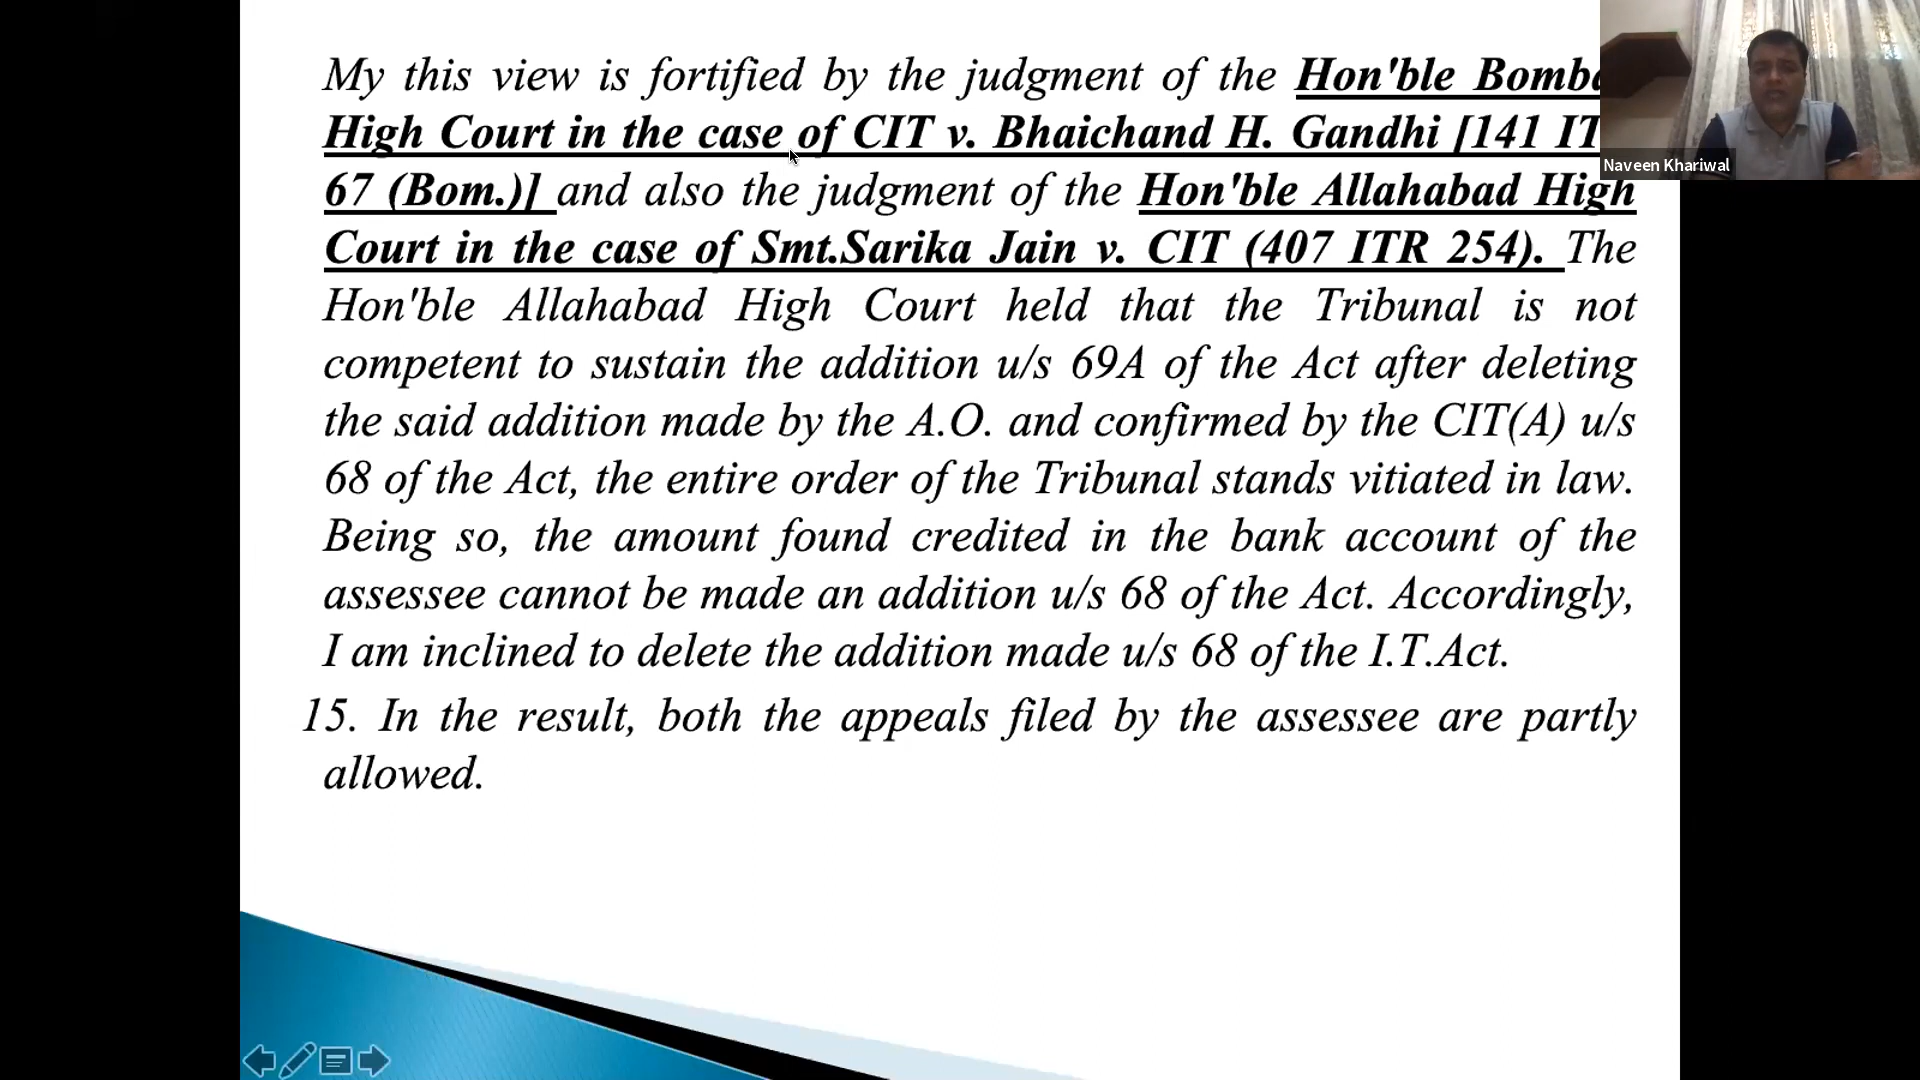 My this view is fortified by the judgment of the Hon'ble
High Court in the case of CIT v. Bhaichand H. Gandhi [141
67 (Bom.)] and also the judgment of the Hon'ble Allahabad High
Court in the case of Smt.Sarika Jain v. CIT (407 ITR 254). The
Hon'ble Allahabad High Court held that the Tribunal is not
competent to sustain the addition u/s 69A of the Act after deleting
the said addition made by the A.O. and confirmed by the CIT(A) u/s
68 of the Act, the entire order of the Tribunal stands vitiated in law.
Being so, the amount found credited in the bank account of the
assessee cannot be made an addition u/s 68 of the Act. Accordingly,
I am inclined to delete the addition made u/s 68 of the I.T.Act.
15. In the result, both the appeals filed by the assessee are partly
allowed.
Naveen Khariwal